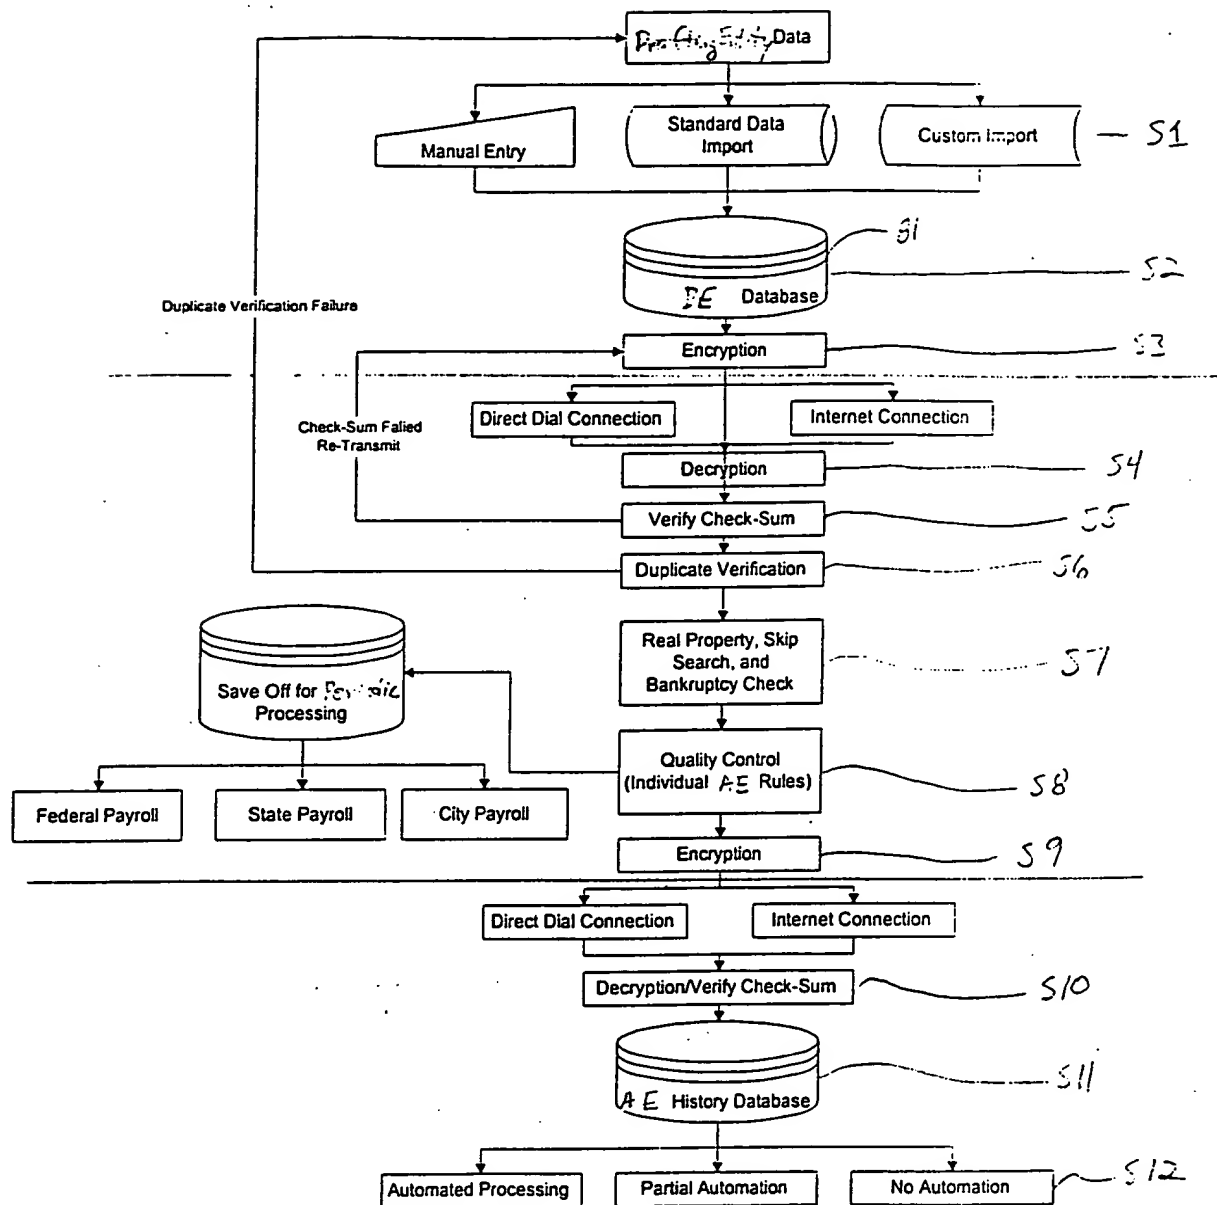 Data
Manual Entry
Standard Data
Import
Custom Import
S1
81
S2
Database
Duplicate Verification Failure
Encryption
S3
Direct Dial Connection
Internet Connection
Check-Sum Failed
Re-Transmit
Decryption
S4
Verify Check-Sum
S5
Duplicate Verification
S6
Real Property, Skip
Search, and
Bankruptcy Check
S7
Save Off for Periodic
Processing
Quality Control
(Individual AE Rules)
S8
Federal Payroll
State Payroll
City Payroll
Encryption
S9
Direct Dial Connection
Internet Connection
Decryption/Verify Check-Sum
S10
AE History Database
S11
Automated Processing
Partial Automation
No Automation
S12